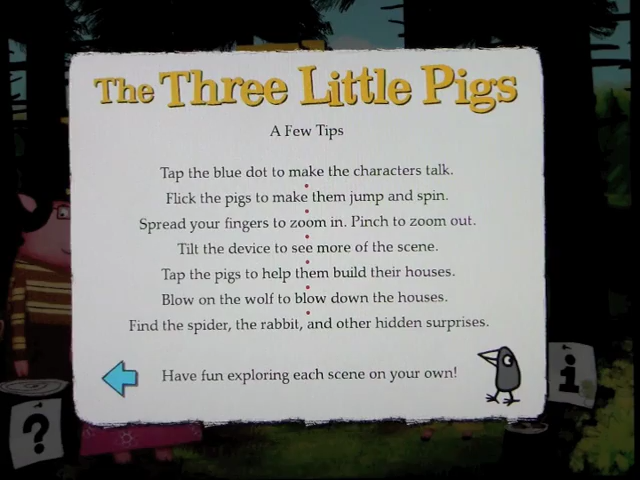 The Three Little Pigs
A Few Tips
Tap the blue dot to make the characters talk.
Flick the pigs to make them jump and spin.
Spread your fingers to zoom in. Pinch to zoom out.
Tilt the device to see more of the scene.
Tap the pigs to help them build their houses.
Blow on the wolf to blow down the houses.
Find the spider, the rabbit, and other hidden surprises.
Have fun exploring each scene on your own!
?
i